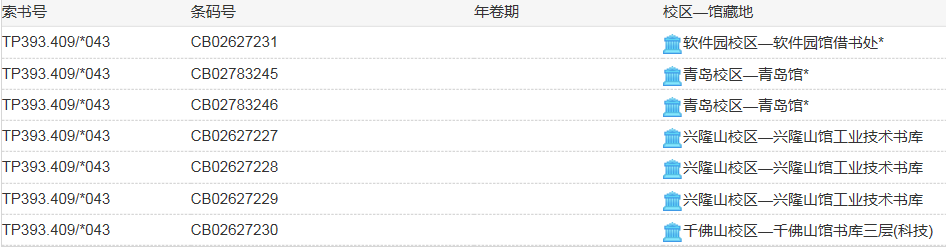 索书号 条码号 年卷期 校区—馆藏地
TP393.409/*043 CB02627231 软件园校区—软件园馆借书处*
TP393.409/*043 CB02783245 青岛校区—青岛馆*
TP393.409/*043 CB02783246 青岛校区—青岛馆*
TP393.409/*043 CB02627227 兴隆山校区—兴隆山馆工业技术书库
TP393.409/*043 CB02627228 兴隆山校区—兴隆山馆工业技术书库
TP393.409/*043 CB02627229 兴隆山校区—兴隆山馆工业技术书库
TP393.409/*043 CB02627230 千佛山校区—千佛山馆书库三层(科技)